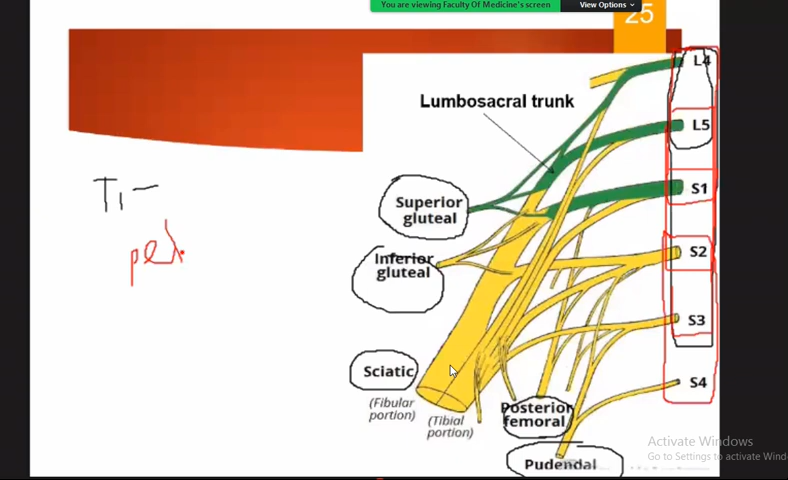 You are viewing Faculty Of Medicine's screen
View Options
25
L4
Lumbosacral trunk
L5
S1
Superior
gluteal
S2
Inferior
gluteal
S3
Sciatic
(Fibular
portion)
(Tibial
portion)
S4
Posterior
femoral
Pudendal
Activate Windows
Go to Settings to activate Wind